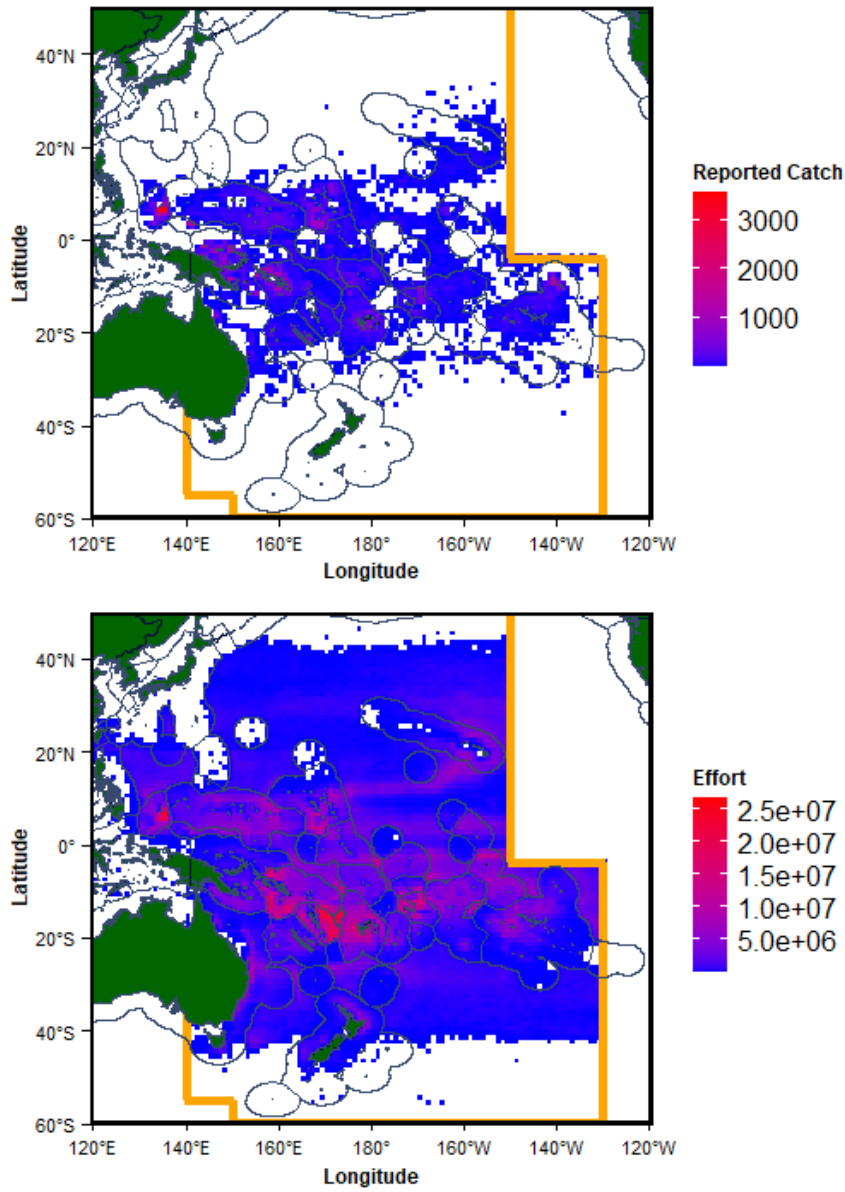 40°N
20°N
0°
20°S
40°S
60°S
Latitude
120°E 140°E 160°E 180° 160°W 140°W 120°W
Longitude
Reported Catch
3000
2000
1000
40°N
20°N
0°
20°S
40°S
60°S
Latitude
120°E 140°E 160°E 180° 160°W 140°W 120°W
Longitude
Effort
2.5e+07
2.0e+07
1.5e+07
1.0e+07
5.0e+06